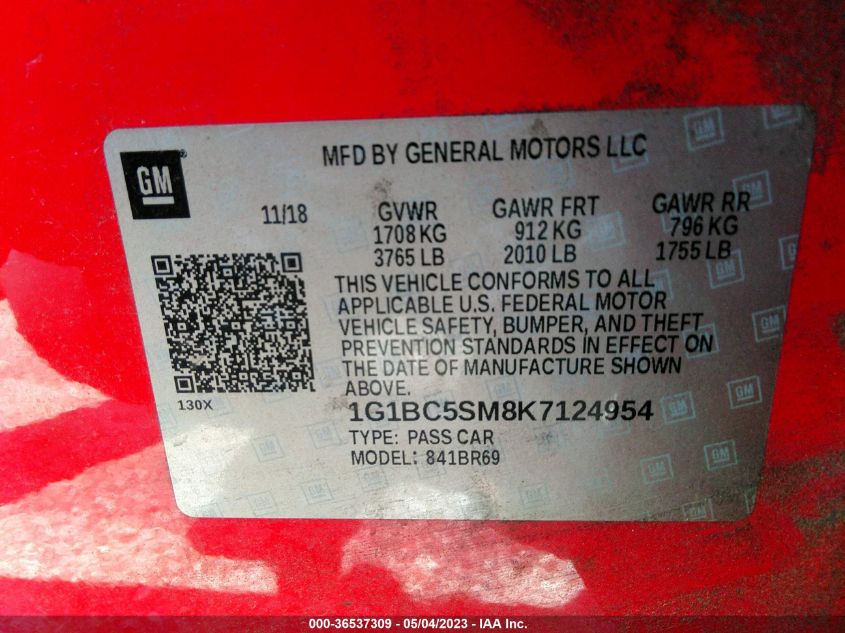 MFD BY GENERAL MOTORS LLC
GM®
11/18 GVWR GAWR FRT GAWR RR
1708 KG 912 KG 796 KG
3765 LB 2010 LB 1755 LB
THIS VEHICLE CONFORMS TO ALL
APPLICABLE U.S. FEDERAL MOTOR
VEHICLE SAFETY, BUMPER, AND THEFT
PREVENTION STANDARDS IN EFFECT ON
THE DATE OF MANUFACTURE SHOWN
ABOVE.
130X
1G1BC5SM8K7124954
TYPE: PASS CAR
MODEL: 841BR69
000-36537309 - 05/04/2023 - IAA Inc.